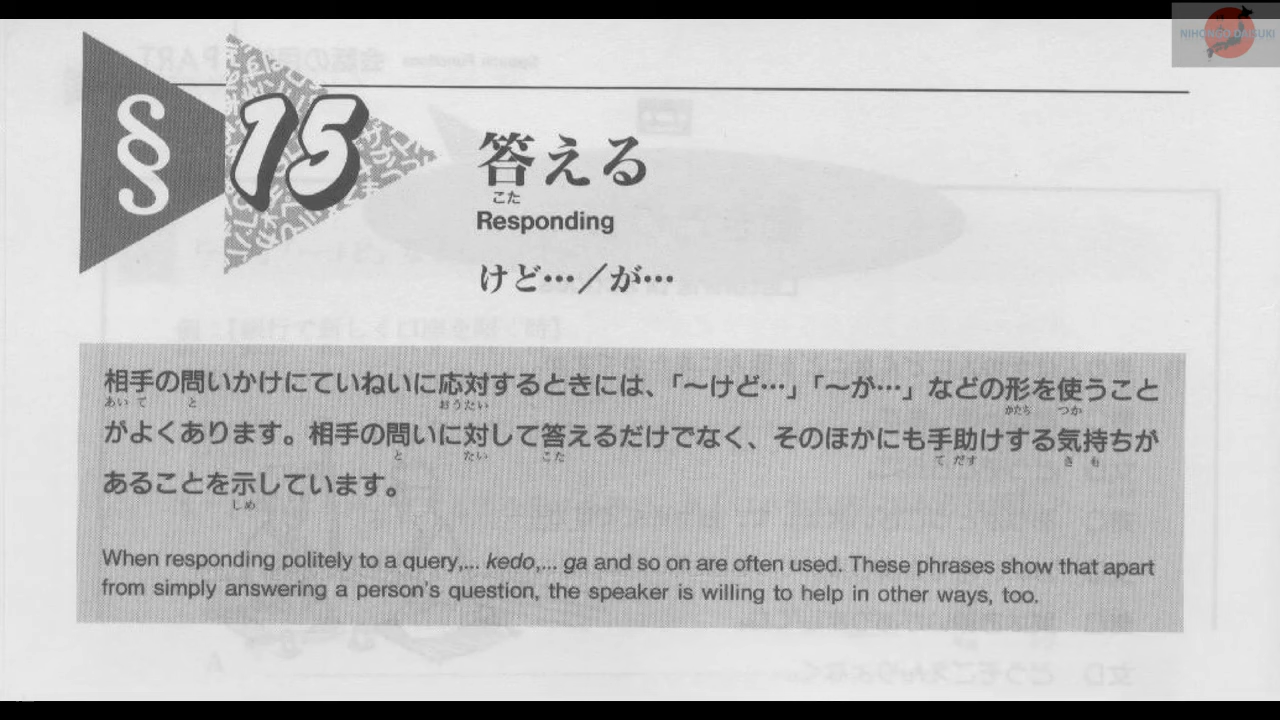 NIHONGO DAISUKI
§ 15
答える
こた
Responding
けど…／が…
相手の問いかけにていねいに応対するときには、「〜けど…」「〜が…」などの形を使うこと
あいて と おうたい かたち つか
がよくあります。相手の問いに対して答えるだけでなく、そのほかにも手助けする気持ちが
と たい こた てだす きも
あることを示しています。
しめ
When responding politely to a query,... kedo,... ga and so on are often used. These phrases show that apart
from simply answering a person's question, the speaker is willing to help in other ways, too.